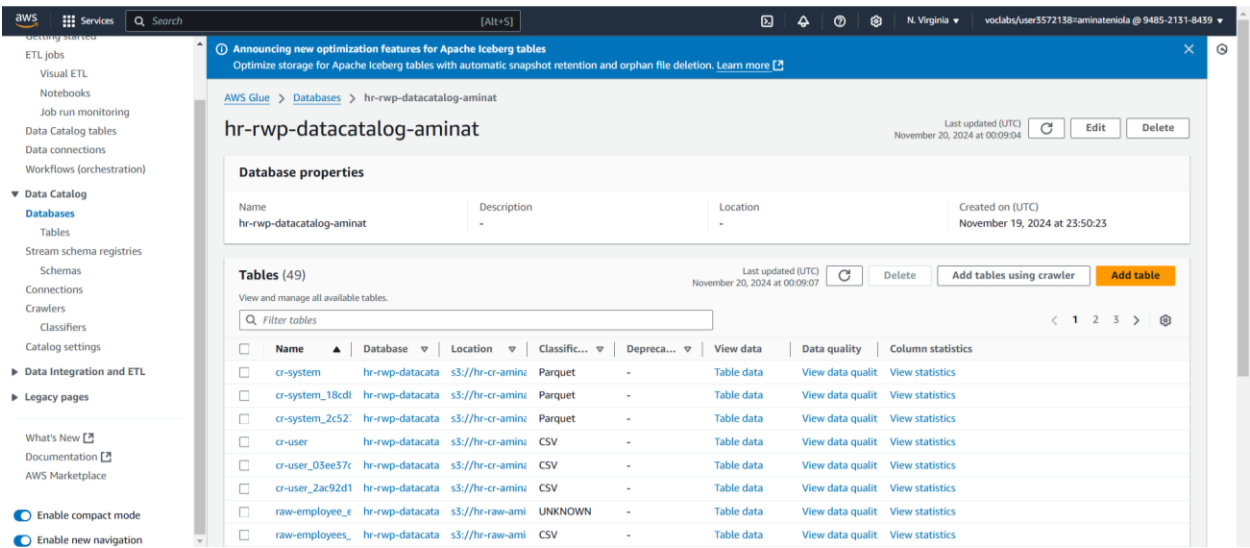 aws Services Search [Alt+S] N. Virginia voclabs/user3572138=aminateniola @ 9485-2131-8439
Getting started
ETL jobs
Visual ETL
Notebooks
Job run monitoring
Data Catalog tables
Data connections
Workflows (orchestration)
Data Catalog
Databases
Tables
Stream schema registries
Schemas
Connections
Crawlers
Classifiers
Catalog settings
Data Integration and ETL
Legacy pages
What's New
Documentation
AWS Marketplace
Enable compact mode
Enable new navigation
Announcing new optimization features for Apache Iceberg tables
Optimize storage for Apache Iceberg tables with automatic snapshot retention and orphan file deletion. Learn more
AWS Glue > Databases > hr-rwp-datacatalog-aminat
hr-rwp-datacatalog-aminat
Last updated (UTC)
November 20, 2024 at 00:09:04
Edit Delete
Database properties
Name Description Location Created on (UTC)
hr-rwp-datacatalog-aminat - - November 19, 2024 at 23:50:23
Tables (49)
Last updated (UTC)
November 20, 2024 at 00:09:07
Delete Add tables using crawler Add table
View and manage all available tables.
Filter tables
< 1 2 3 >
Name Database Location Classific... Depreca... View data Data quality Column statistics
cr-system hr-rwp-datacata s3://hr-cr-amina Parquet - Table data View data qualit View statistics
cr-system_18cd8 hr-rwp-datacata s3://hr-cr-amina Parquet - Table data View data qualit View statistics
cr-system_2c527 hr-rwp-datacata s3://hr-cr-amina Parquet - Table data View data qualit View statistics
cr-user hr-rwp-datacata s3://hr-cr-amina CSV - Table data View data qualit View statistics
cr-user_03ee37c hr-rwp-datacata s3://hr-cr-amina CSV - Table data View data qualit View statistics
cr-user_2ac92d1 hr-rwp-datacata s3://hr-cr-amina CSV - Table data View data qualit View statistics
raw-employee_e hr-rwp-datacata s3://hr-raw-ami UNKNOWN - Table data View data qualit View statistics
raw-employees_ hr-rwp-datacata s3://hr-raw-ami CSV - Table data View data qualit View statistics